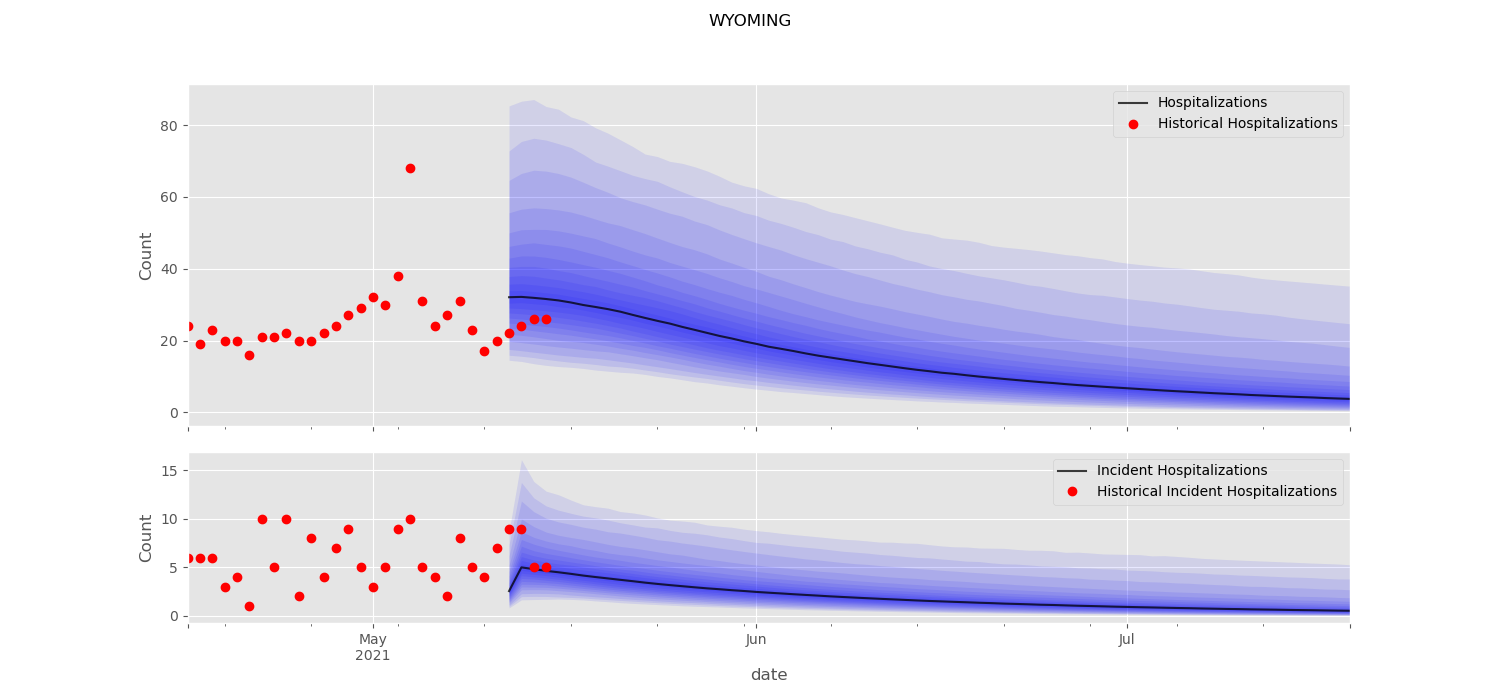 WYOMING
Hospitalizations
Historical Hospitalizations
80
60
40
20
0
Count
Incident Hospitalizations
Historical Incident Hospitalizations
15
10
5
0
Count
May
2021
Jun
Jul
date